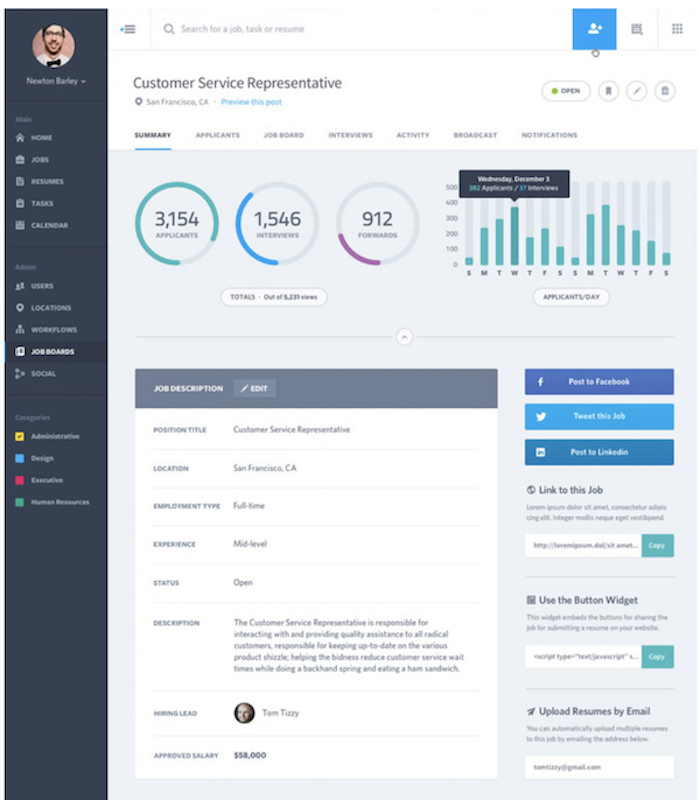 Newton Barley
Main
HOME
JOBS
RESUMES
TASKS
CALENDAR
Admin
USERS
LOCATIONS
WORKFLOWS
JOB BOARDS
SOCIAL
Categories
Administrative
Design
Executive
Human Resources
Search for a job, task or resume
Customer Service Representative
San Francisco, CA · Preview this post
OPEN
SUMMARY APPLICANTS JOB BOARD INTERVIEWS ACTIVITY BROADCAST NOTIFICATIONS
3,154
APPLICANTS
1,546
INTERVIEWS
912
FORWARDS
TOTALS · Out of 5,231 views
Wednesday, December 3
382 Applicants / 37 Interviews
500
400
300
200
100
0
S M T W T F S S M T W T F S
APPLICANTS/DAY
JOB DESCRIPTION EDIT
POSITION TITLE Customer Service Representative
LOCATION San Francisco, CA
EMPLOYMENT TYPE Full-time
EXPERIENCE Mid-level
STATUS Open
DESCRIPTION The Customer Service Representative is responsible for
interacting with and providing quality assistance to all radical
customers, responsible for keeping up-to-date on the various
product shizzle; helping the bidness reduce customer service wait
times while doing a backhand spring and eating a ham sandwich.
HIRING LEAD Tom Tizzy
APPROVED SALARY $58,000
Post to Facebook
Tweet this Job
Post to Linkedin
Link to this Job
Lorem ipsum dolor sit amet, consectetur adipis
cing elit. Integer mollis neque eget vestibpend.
http://loremipsum.dol/sit amet... Copy
Use the Button Widget
This widget embeds the buttons for sharing the
job for submitting a resume on your website.
<script type="text/javascript" s... Copy
Upload Resumes by Email
You can automatically upload multiple resumes
to this job by emailing the address below.
tomtizzy@gmail.com